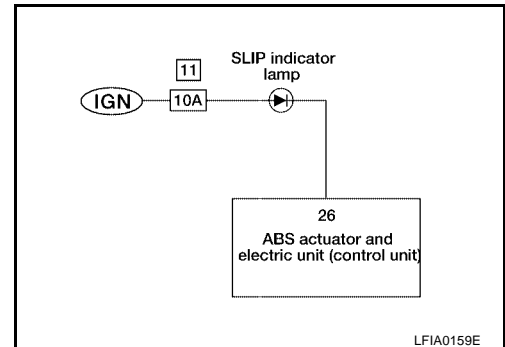 11
SLIP indicator
lamp
IGN
10A
26
ABS actuator and
electric unit (control unit)
LFIA0159E